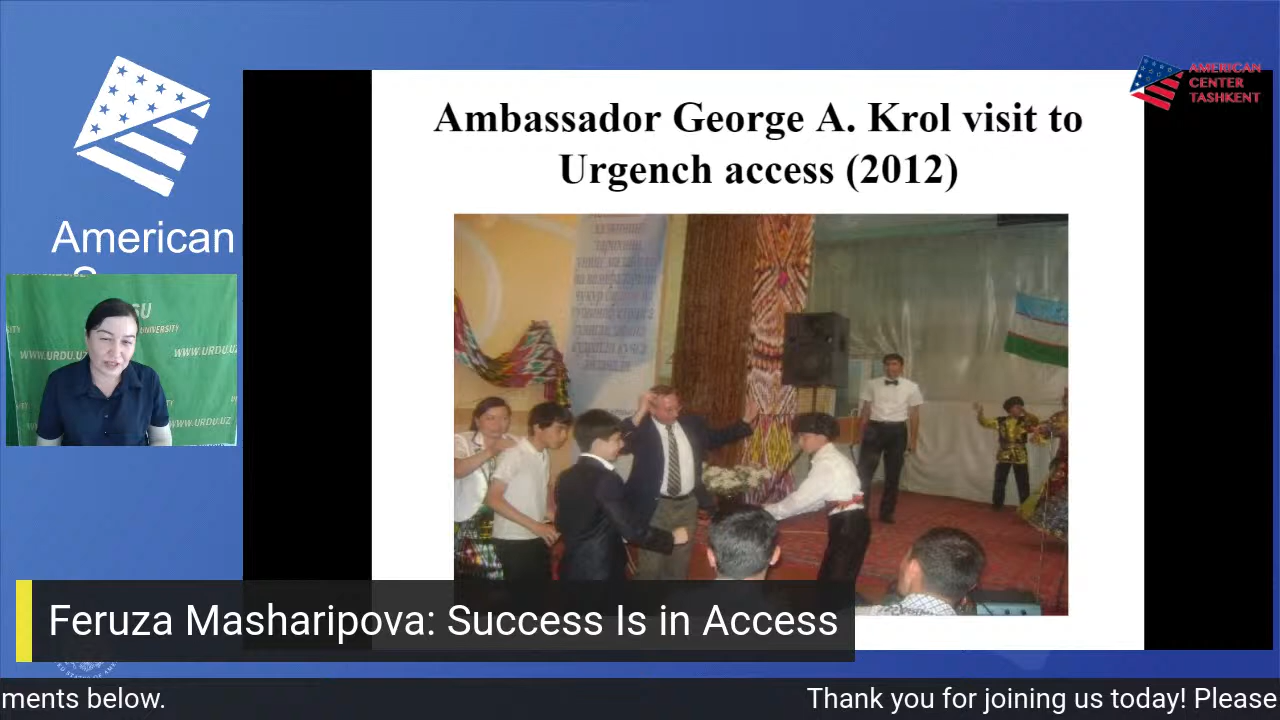 Ambassador George A. Krol visit to
Urgench access (2012)
AMERICAN
CENTER
TASHKENT
American
UNIVERSITY
WWW.URDU.UZ
WWW.URDU.UZ
WWW.URDU.UZ
Feruza Masharipova: Success Is in Access
ments below.
Thank you for joining us today! Please